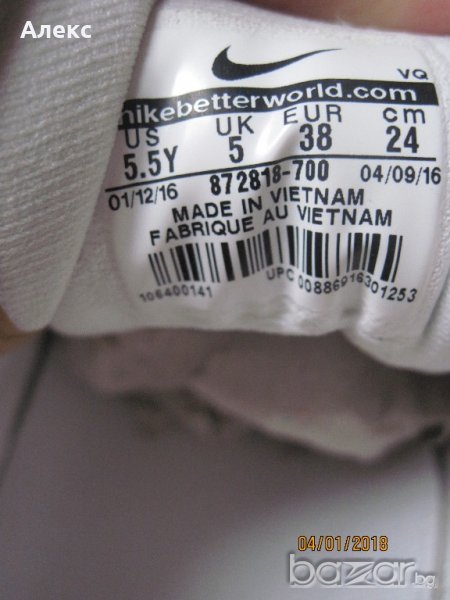 Алекс
VQ
nikebetterworld.com
US UK EUR cm
5.5Y 5 38 24
01/12/16 872818-700 04/09/16
MADE IN VIETNAM
FABRIQUE AU VIETNAM
106400141 UPC 00886916301253
04/01/2018
bazar.bg